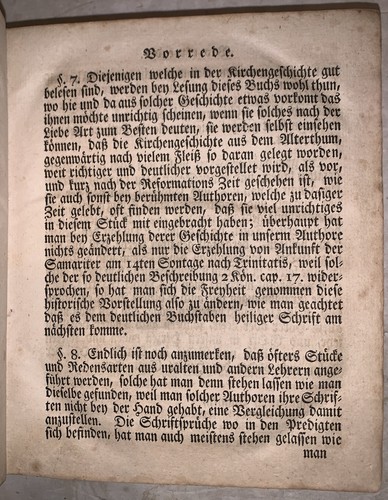 Vorrede.
§. 7. Diejenigen welche in der Kirchengeschichte gut
belesen sind, werden bey Lesung dieses Buchs wohl thun,
wo hie und da aus solcher Geschichte etwas vorkomt das
ihnen möchte unrichtig scheinen, wenn sie solches nach der
Liebe Art zum Besten deuten, sie werden selbst einsehen
können, daß die Kirchengeschichte aus dem Alterthum,
gegenwärtig nach vielem Fleiß so daran gelegt worden,
weit richtiger und deutlicher vorgestellet wird, als vor,
und kurz nach der Reformations Zeit geschehen ist, wie
sie auch sonst bey berühmten Authoren, welche zu dasiger
Zeit gelebt, oft finden werden, daß sie viel unrichtiges
in diesem Stück mit eingebracht haben; überhaupt hat
man bey Erzehlung derer Geschichte in unserm Authore
nichts geändert, als nur die Erzehlung von Ankunft der
Samariter am 14ten Sontage nach Trinitatis, weil sol-
che der so deutlichen Beschreibung 2 Kön. cap. 17. wider-
sprochen, so hat man sich die Freyheit genommen diese
historische Vorstellung also zu ändern, wie man geachtet
daß es dem deutlichen Buchstaben heiliger Schrift am
nächsten komme.
§. 8. Endlich ist noch anzumerken, daß öfters Stücke
und Redensarten aus uralten und andern Lehrern ange-
führt werden, solche hat man denn stehen lassen wie man
dieselbe gefunden, weil man solcher Authoren ihre Schrif-
ten nicht bey der Hand gehabt, eine Vergleichung damit
anzustellen. Die Schriftsprüche wo in den Predigten
sich befinden, hat man auch meistens stehen gelassen wie
man